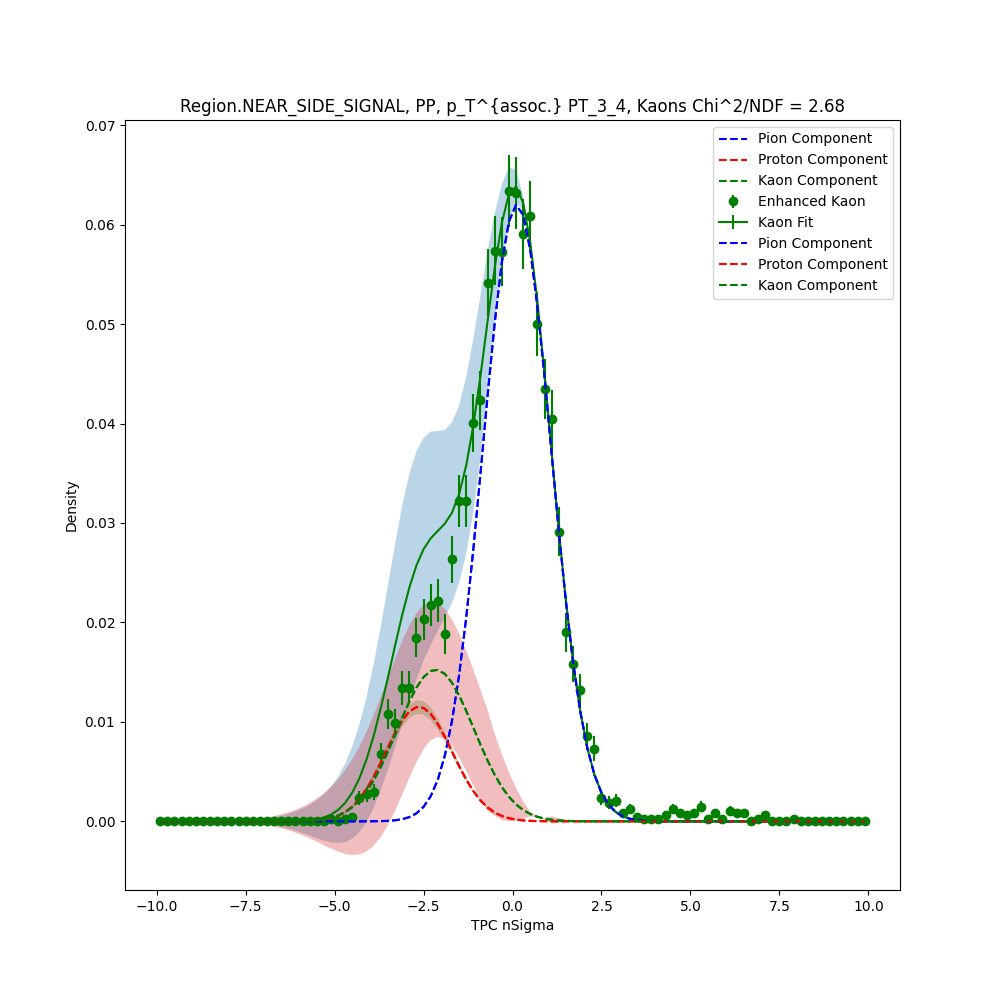 Region.NEAR_SIDE_SIGNAL, PP, p_T^{assoc.} PT_3_4, Kaons Chi^2/NDF = 2.68
Pion Component
Proton Component
Kaon Component
Enhanced Kaon
Kaon Fit
Pion Component
Proton Component
Kaon Component
0.07
0.06
0.05
0.04
0.03
0.02
0.01
0.00
Density
−10.0 −7.5 −5.0 −2.5 0.0 2.5 5.0 7.5 10.0
TPC nSigma